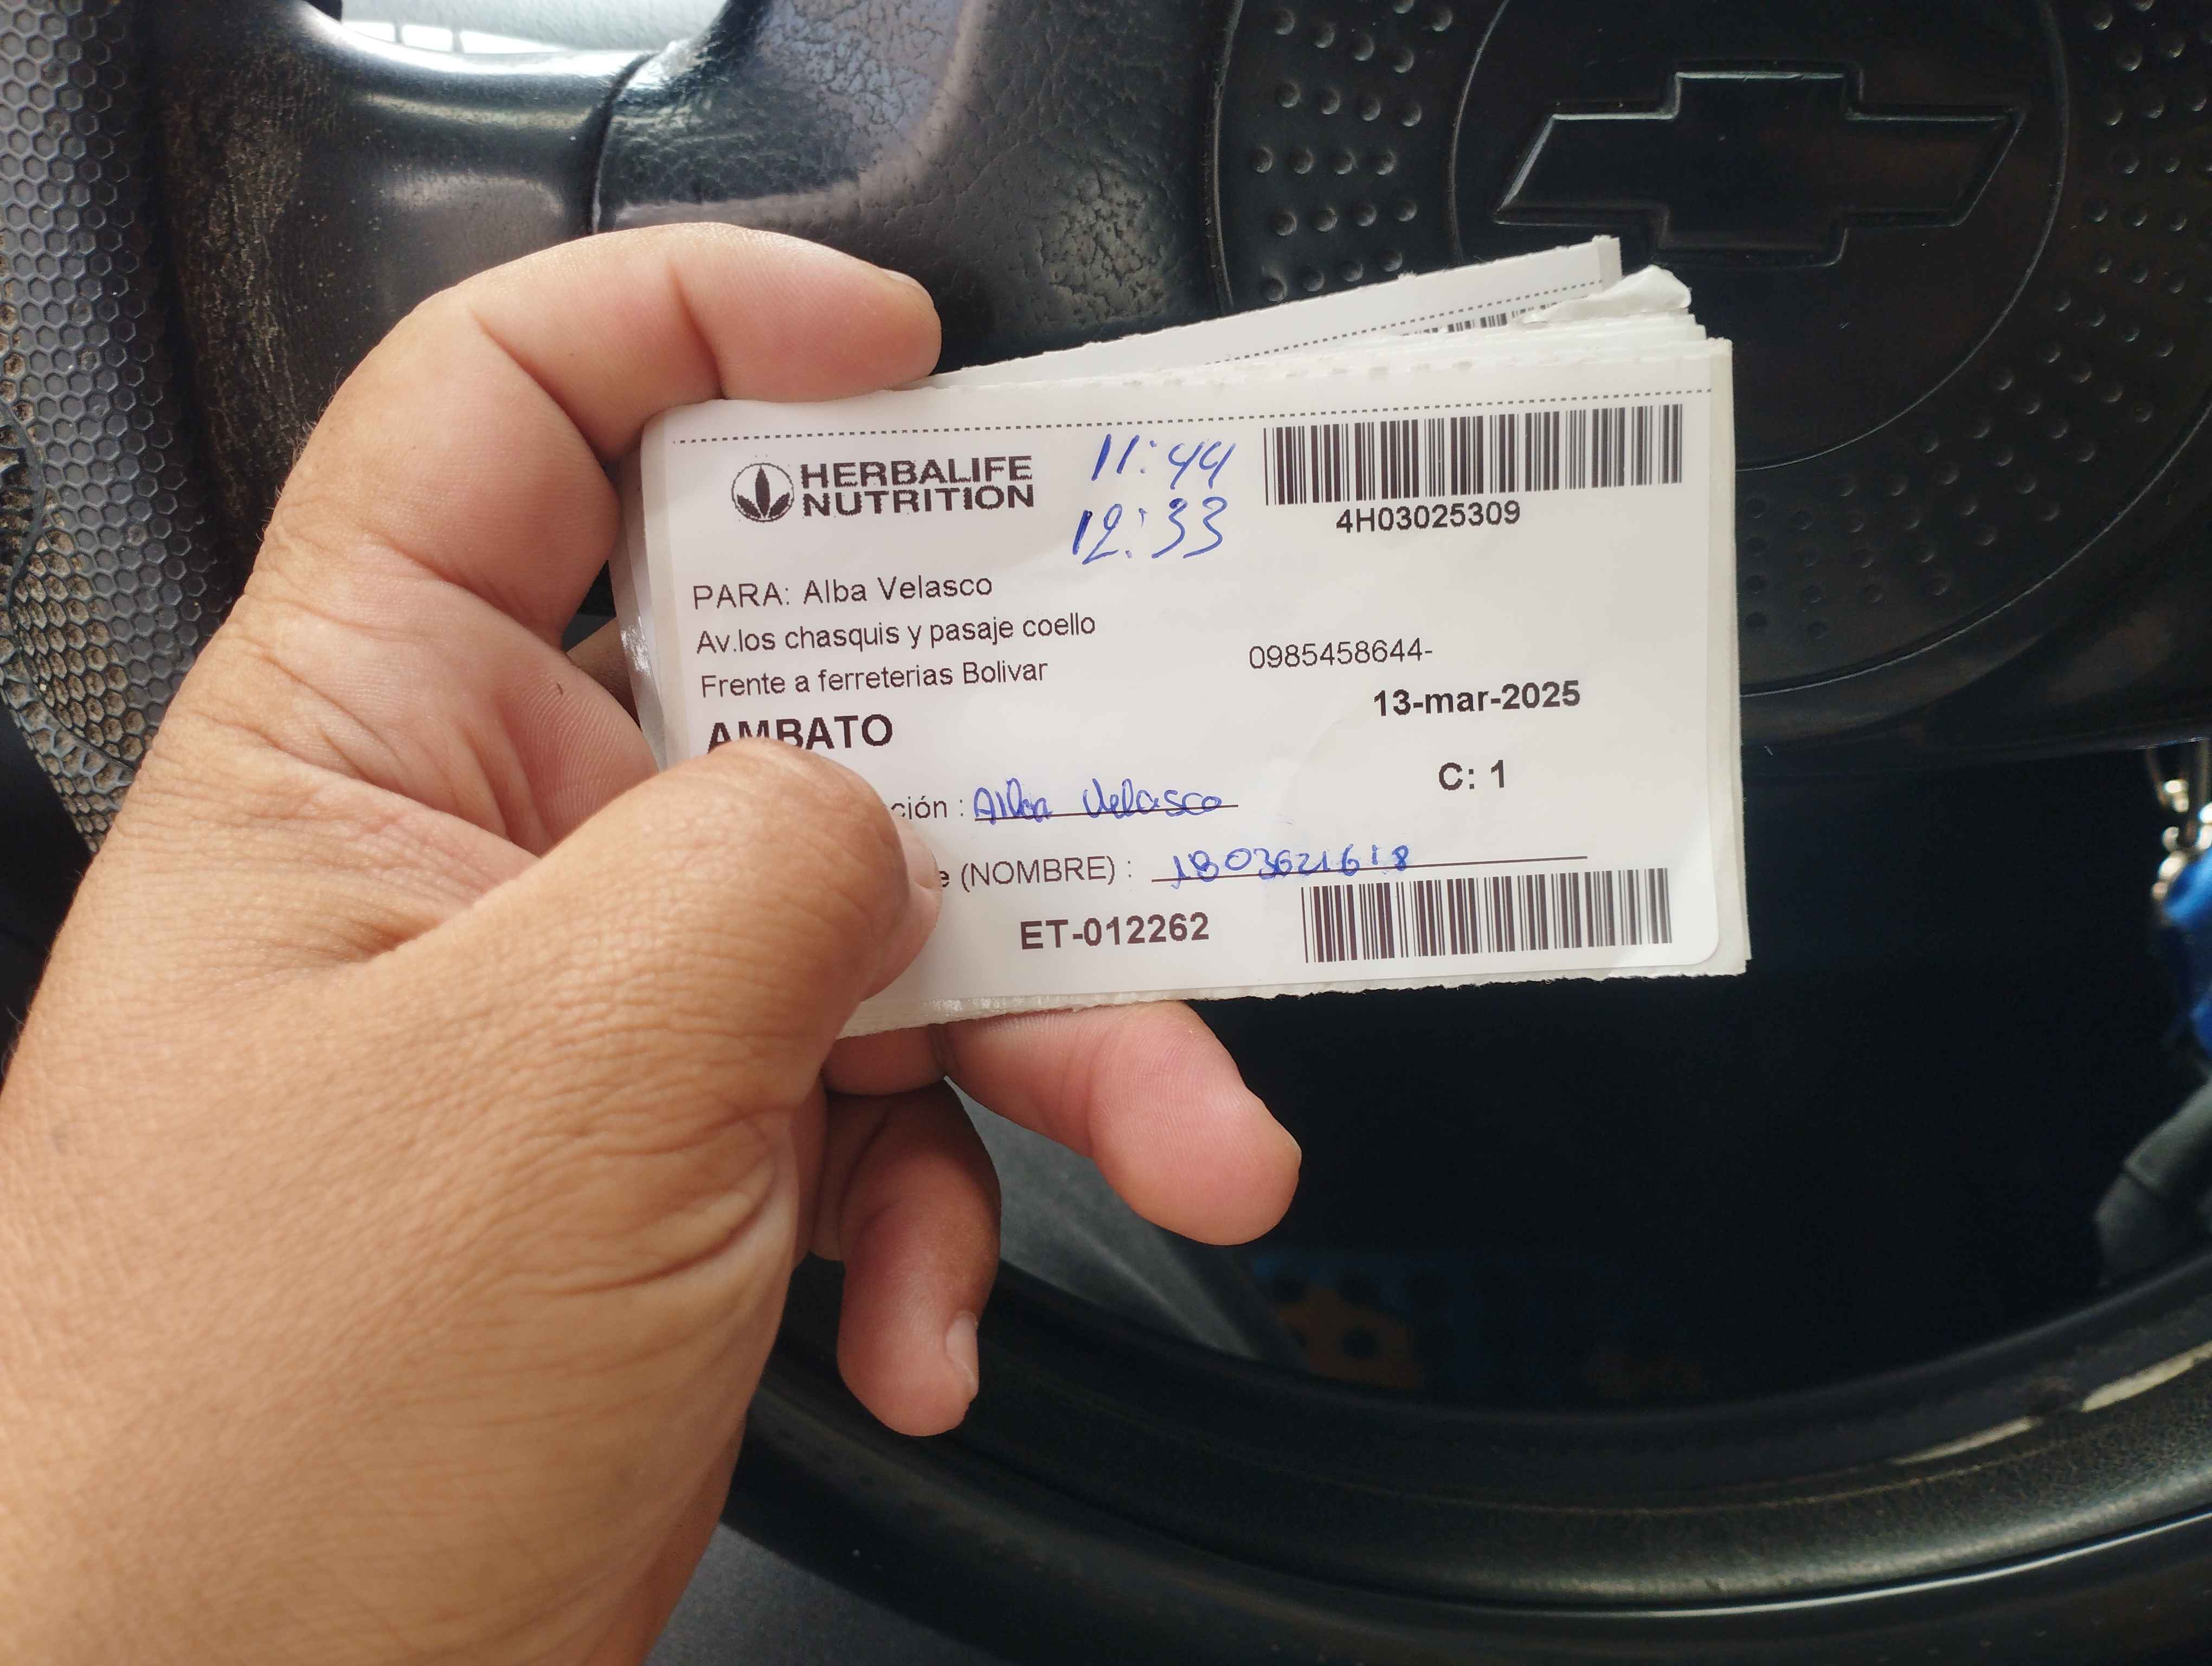 HERBALIFE
NUTRITION
11:44
12:33
4H03025309
PARA: Alba Velasco
Av.los chasquis y pasaje coello
Frente a ferreterias Bolivar
0985458644-
AMBATO
13-mar-2025
C: 1
ción : Alba Velasco
e (NOMBRE) : 1803621618
ET-012262